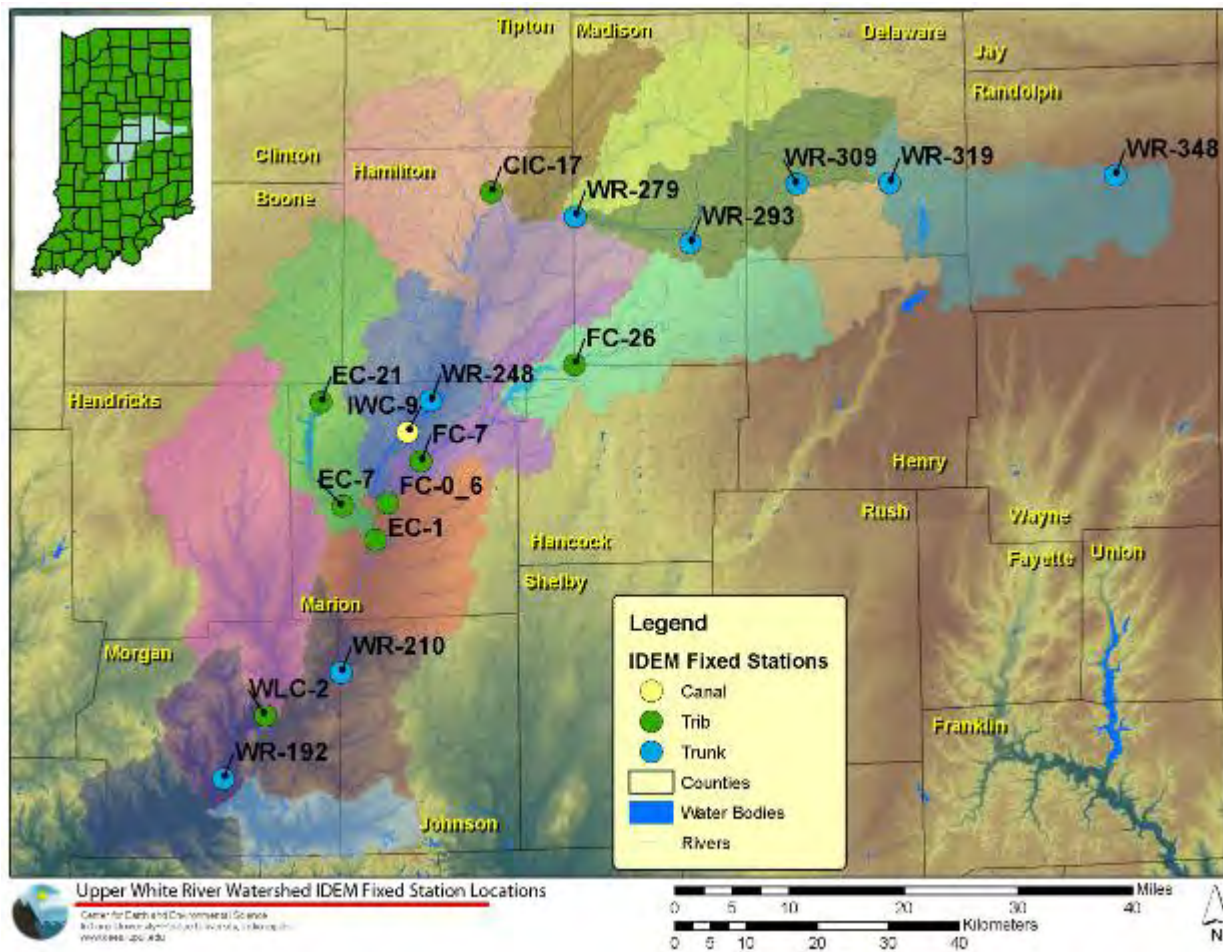 Tipton Madison Delaware
Jay
Randolph
Clinton
Hamilton
Boone
CIC-17
WR-279
WR-293
WR-309
WR-319
WR-348
FC-26
EC-21
WR-248
Hendricks
IWC-9
FC-7
EC-7
FC-0_6
EC-1
Henry
Rush
Wayne
Hancock
Fayette
Union
Shelby
Marion
Morgan
WR-210
WLC-2
WR-192
Franklin
Johnson
Legend
IDEM Fixed Stations
Canal
Trib
Trunk
Counties
Water Bodies
Rivers
Upper White River Watershed IDEM Fixed Station Locations
Center for Earth and Environmental Science
Miles
0 5 10 20 30 40
Kilometers
0 5 10 20 30 40
N